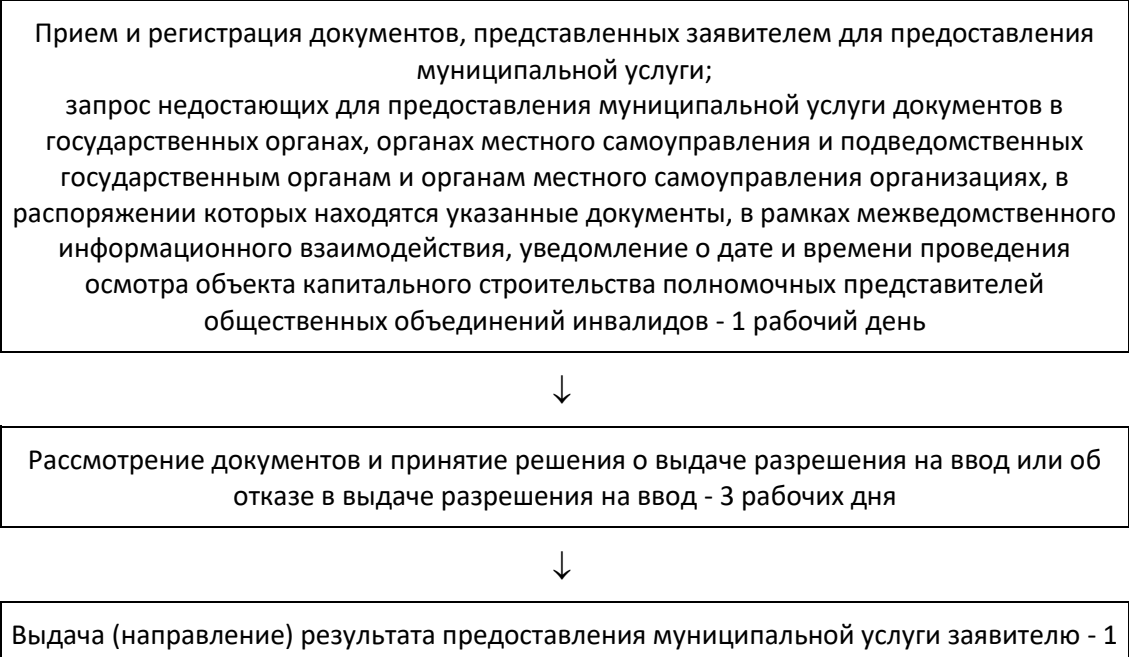 Прием и регистрация документов, представленных заявителем для предоставления
муниципальной услуги;
запрос недостающих для предоставления муниципальной услуги документов в
государственных органах, органах местного самоуправления и подведомственных
государственным органам и органам местного самоуправления организациях, в
распоряжении которых находятся указанные документы, в рамках межведомственного
информационного взаимодействия, уведомление о дате и времени проведения
осмотра объекта капитального строительства полномочных представителей
общественных объединений инвалидов - 1 рабочий день
↓
Рассмотрение документов и принятие решения о выдаче разрешения на ввод или об
отказе в выдаче разрешения на ввод - 3 рабочих дня
↓
Выдача (направление) результата предоставления муниципальной услуги заявителю - 1